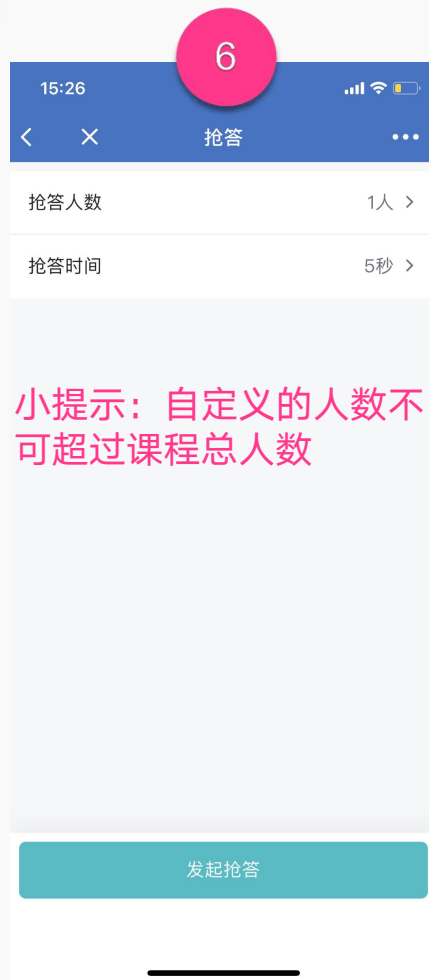 6
15:26
抢答
抢答人数 1人
抢答时间 5秒
小提示：自定义的人数不
可超过课程总人数
发起抢答